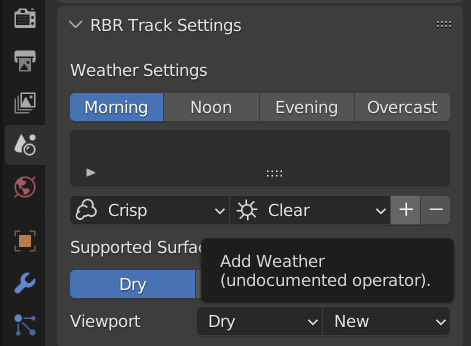 RBR Track Settings
Weather Settings
Morning Noon Evening Overcast
Crisp Clear
Supported Surfac
Add Weather
(undocumented operator).
Dry
Viewport Dry New